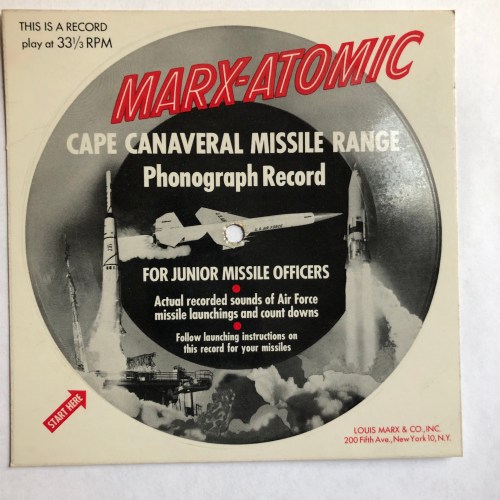 THIS IS A RECORD
play at 33⅓ RPM
MARX-ATOMIC
CAPE CANAVERAL MISSILE RANGE
Phonograph Record
U.S. AIR FORCE
FOR JUNIOR MISSILE OFFICERS
Actual recorded sounds of Air Force
missile launchings and count downs
Follow launching instructions on
this record for your missiles
START HERE
LOUIS MARX & CO., INC.
200 Fifth Ave., New York 10, N.Y.